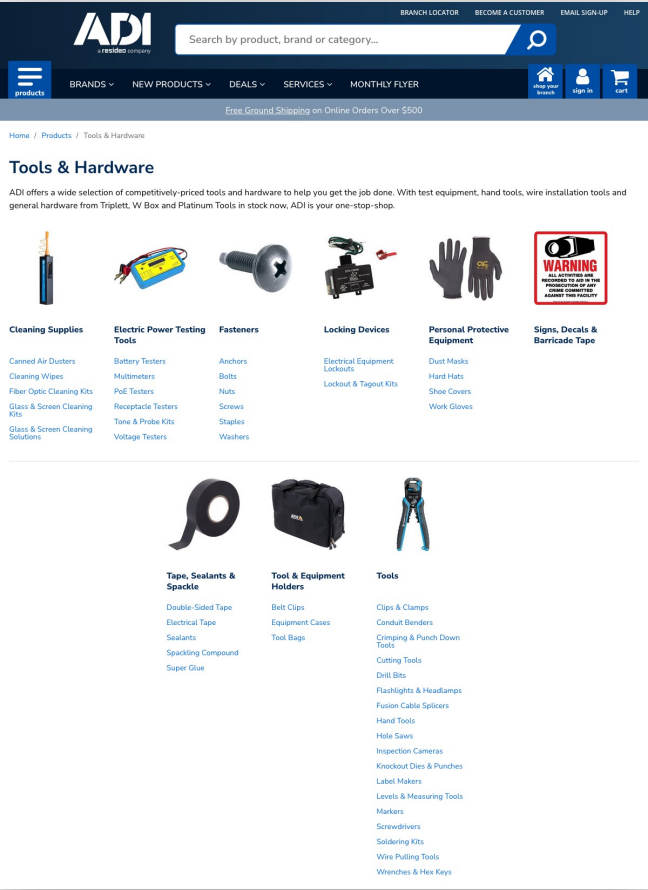 BRANCH LOCATOR BECOME A CUSTOMER EMAIL SIGN-UP HELP
ADI
a resideo company
Search by product, brand or category...
products
BRANDS NEW PRODUCTS DEALS SERVICES MONTHLY FLYER
shop your
branch
sign in
cart
Free Ground Shipping on Online Orders Over $500
Home / Products / Tools & Hardware
Tools & Hardware
ADI offers a wide selection of competitively-priced tools and hardware to help you get the job done. With test equipment, hand tools, wire installation tools and
general hardware from Triplett, W Box and Platinum Tools in stock now, ADI is your one-stop-shop.
WARNING
ALL ACTIVITIES ARE
RECORDED TO AID IN THE
PROSECUTION OF ANY
CRIME COMMITTED
AGAINST THIS FACILITY
Cleaning Supplies
Canned Air Dusters
Cleaning Wipes
Fiber Optic Cleaning Kits
Glass & Screen Cleaning
Kits
Glass & Screen Cleaning
Solutions
Electric Power Testing
Tools
Battery Testers
Multimeters
PoE Testers
Receptacle Testers
Tone & Probe Kits
Voltage Testers
Fasteners
Anchors
Bolts
Nuts
Screws
Staples
Washers
Locking Devices
Electrical Equipment
Lockouts
Lockout & Tagout Kits
Personal Protective
Equipment
Dust Masks
Hard Hats
Shoe Covers
Work Gloves
Signs, Decals &
Barricade Tape
Tape, Sealants &
Spackle
Double-Sided Tape
Electrical Tape
Sealants
Spackling Compound
Super Glue
AXIS
Tool & Equipment
Holders
Belt Clips
Equipment Cases
Tool Bags
Tools
Clips & Clamps
Conduit Benders
Crimping & Punch Down
Tools
Cutting Tools
Drill Bits
Flashlights & Headlamps
Fusion Cable Splicers
Hand Tools
Hole Saws
Inspection Cameras
Knockout Dies & Punches
Label Makers
Levels & Measuring Tools
Markers
Screwdrivers
Soldering Kits
Wire Pulling Tools
Wrenches & Hex Keys